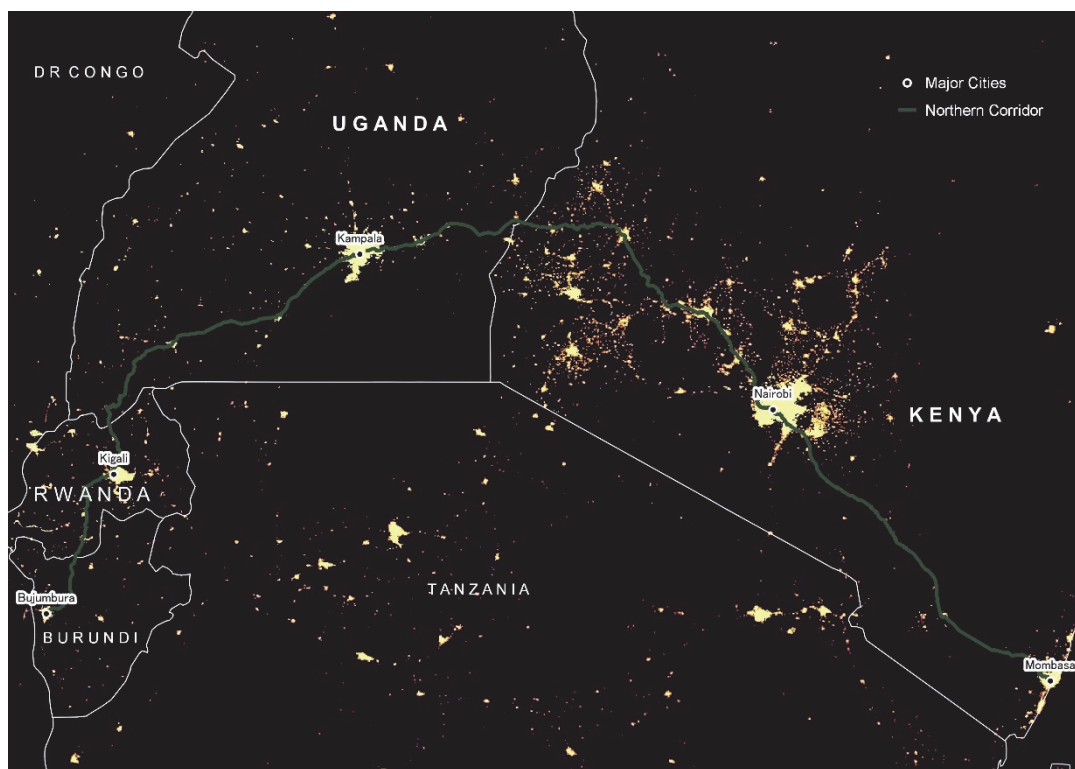 DR CONGO
Major Cities
Northern Corridor
UGANDA
Kampala
Nairobi
KENYA
Kigali
RWANDA
TANZANIA
Bujumbura
BURUNDI
Mombasa